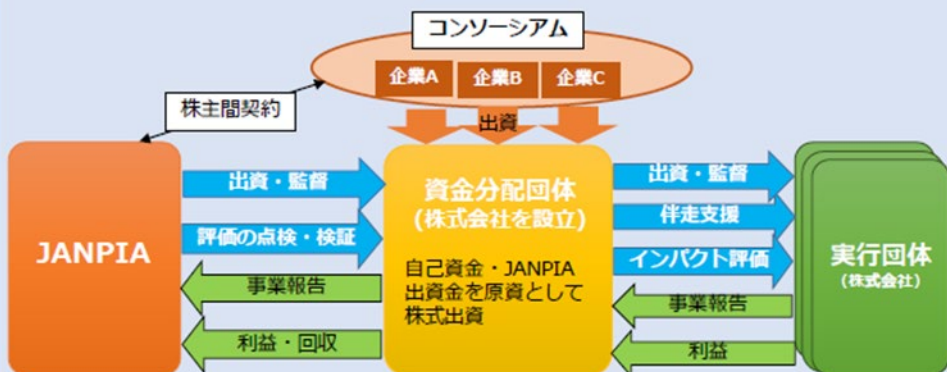 コンソーシアム
企業A
企業B
企業C
株主間契約
出資
JANPIA
出資・監督
評価の点検・検証
事業報告
利益・回収
資金分配団体
(株式会社を設立)
自己資金・JANPIA
出資金を原資として
株式出資
出資・監督
伴走支援
インパクト評価
事業報告
利益
実行団体
(株式会社)